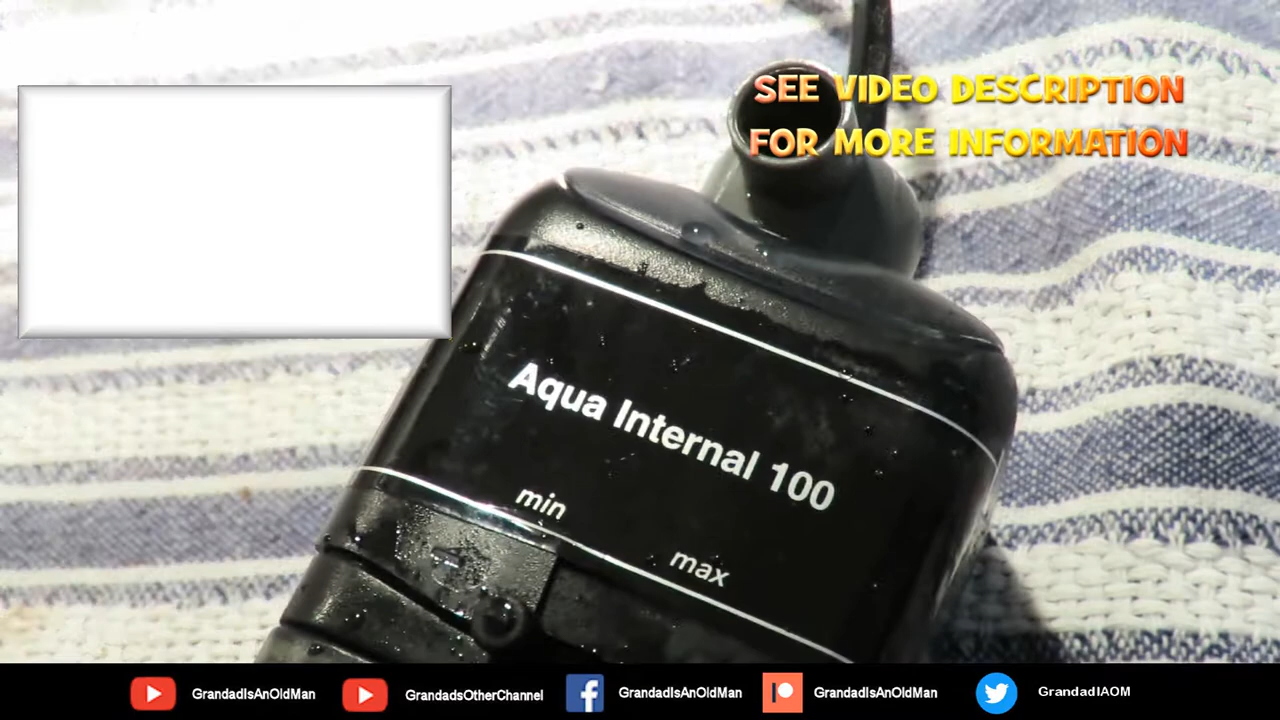 SEE VIDEO DESCRIPTION
FOR MORE INFORMATION
Aqua Internal 100
min
max
GrandadIsAnOldMan
GrandadsOtherChannel
GrandadIsAnOldMan
GrandadIsAnOldMan
GrandadIAOM